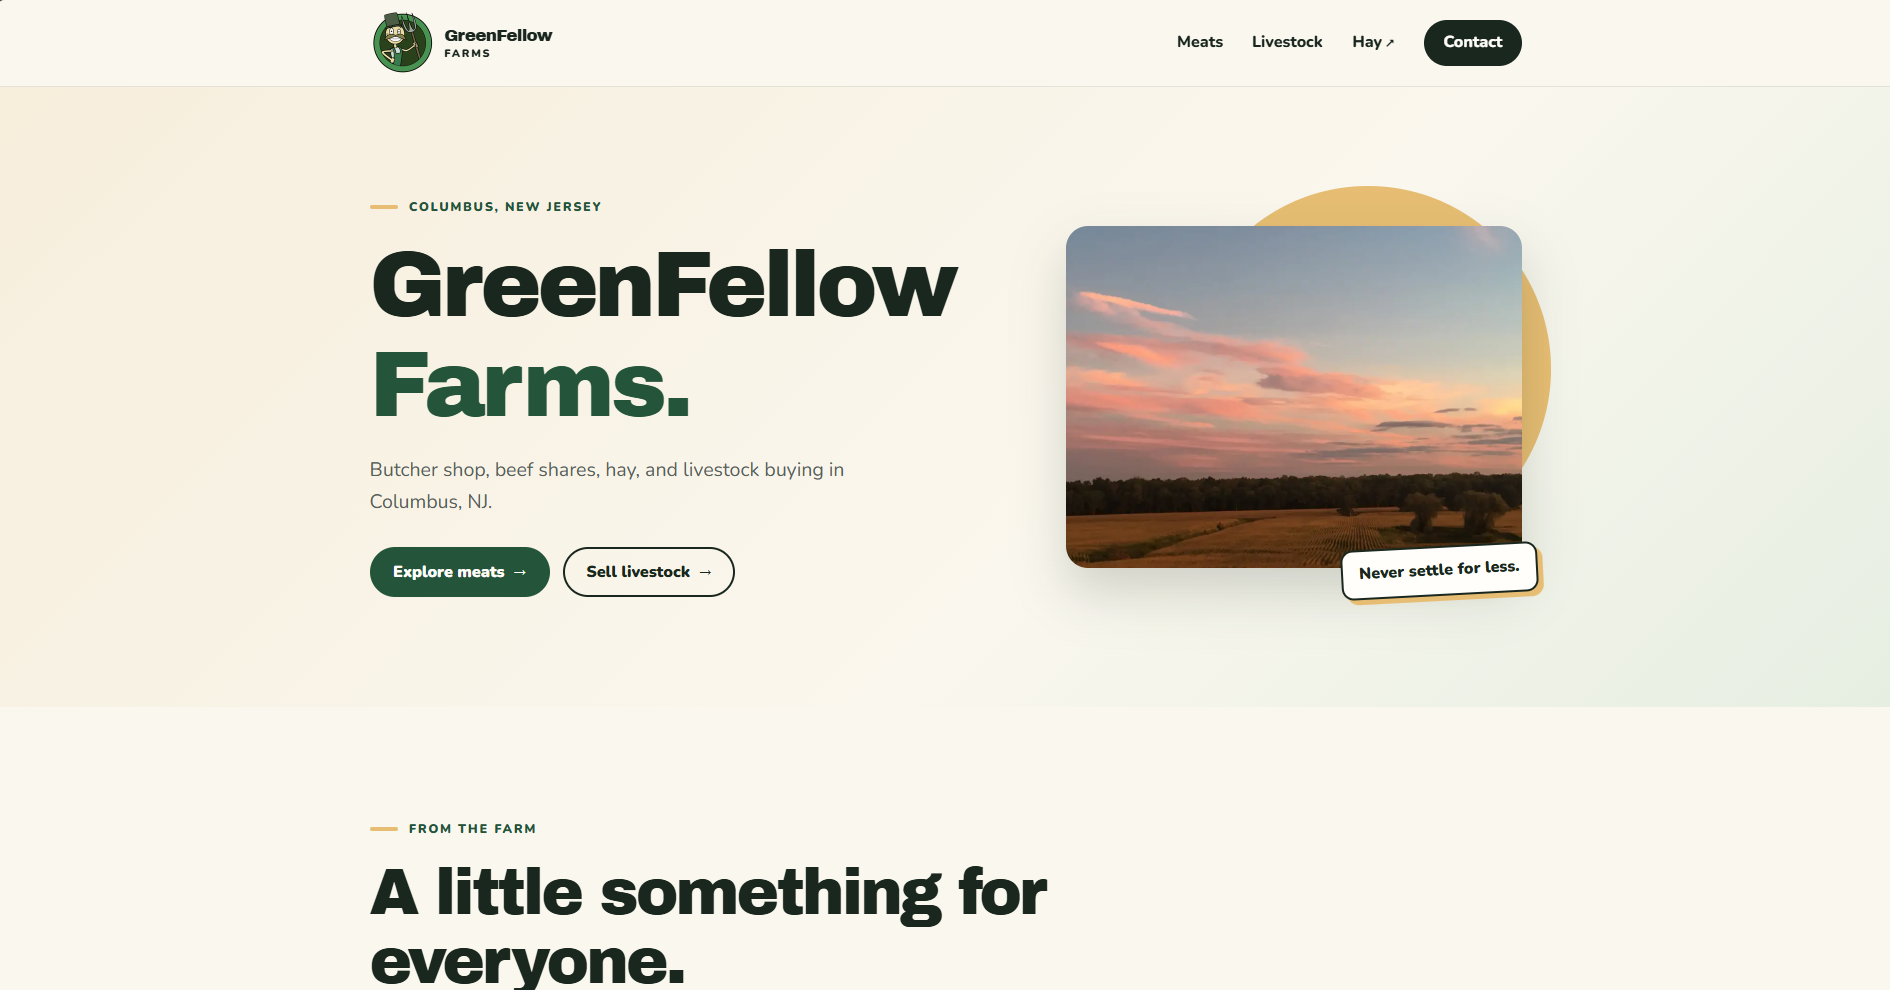 GreenFellow
FARMS
Meats
Livestock
Hay ↗
Contact
COLUMBUS, NEW JERSEY
GreenFellow
Farms.
Butcher shop, beef shares, hay, and livestock buying in
Columbus, NJ.
Explore meats →
Sell livestock →
Never settle for less.
FROM THE FARM
A little something for
everyone.